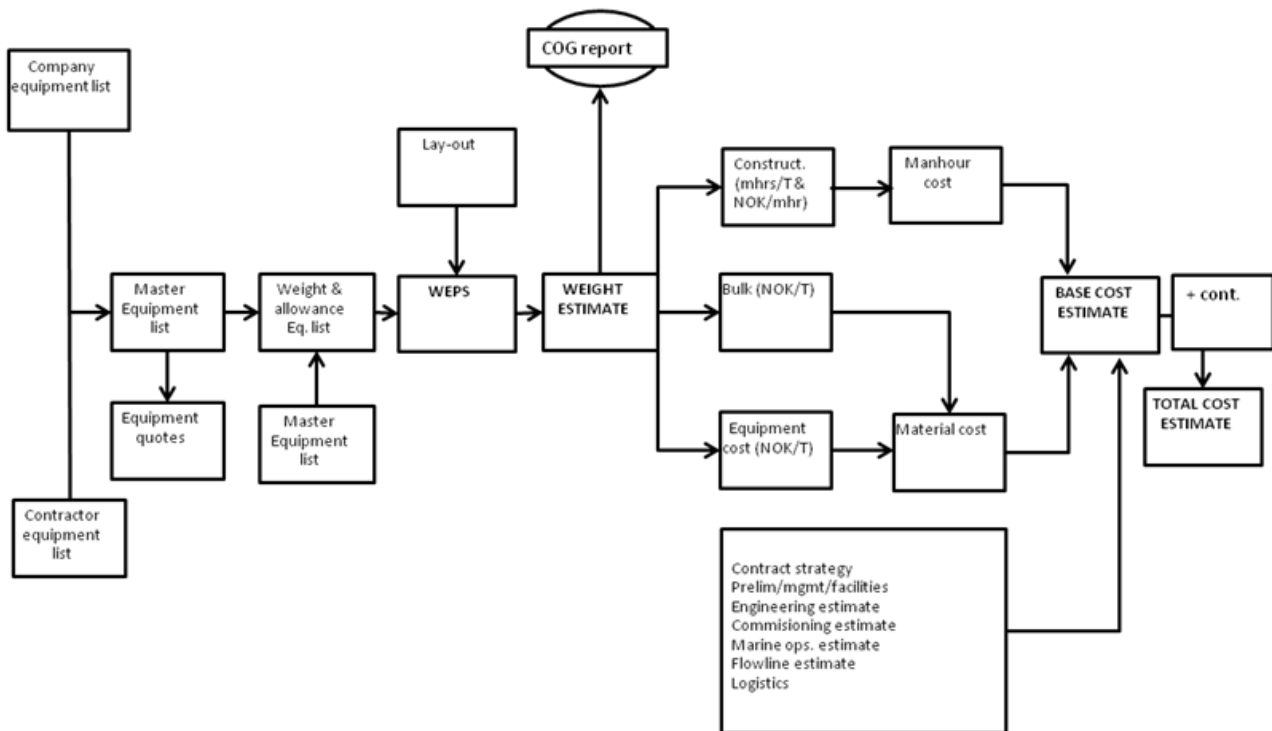 COG report
Company
equipment list
Lay-out
Construct.
(mhrs/T &
NOK/mhr)
Manhour
cost
Master
Equipment
list
Weight &
allowance
Eq. list
WEPS
WEIGHT
ESTIMATE
Bulk (NOK/T)
BASE COST
ESTIMATE
+ cont.
Equipment
quotes
Master
Equipment
list
Equipment
cost (NOK/T)
Material cost
TOTAL COST
ESTIMATE
Contractor
equipment
list
Contract strategy
Prelim/mgmt/facilities
Engineering estimate
Commisioning estimate
Marine ops. estimate
Flowline estimate
Logistics